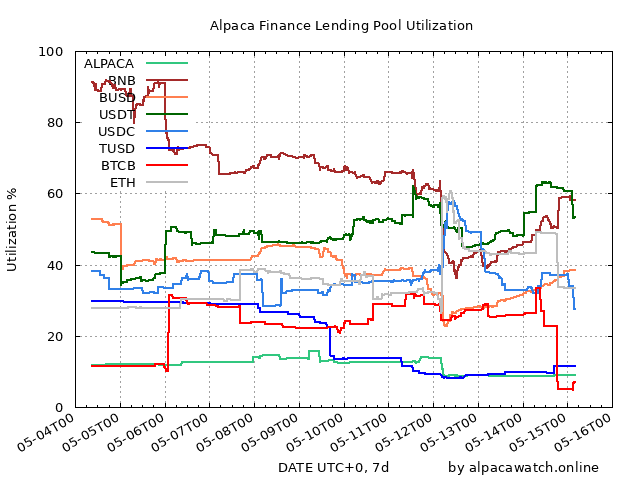 Alpaca Finance Lending Pool Utilization
100
80
60
40
20
0
Utilization %
ALPACA
BNB
BUSD
USDT
USDC
TUSD
BTCB
ETH
05-04T00
05-05T00
05-06T00
05-07T00
05-08T00
05-09T00
05-10T00
05-11T00
05-12T00
05-13T00
05-14T00
05-15T00
05-16T00
DATE UTC+0, 7d
by alpacawatch.online